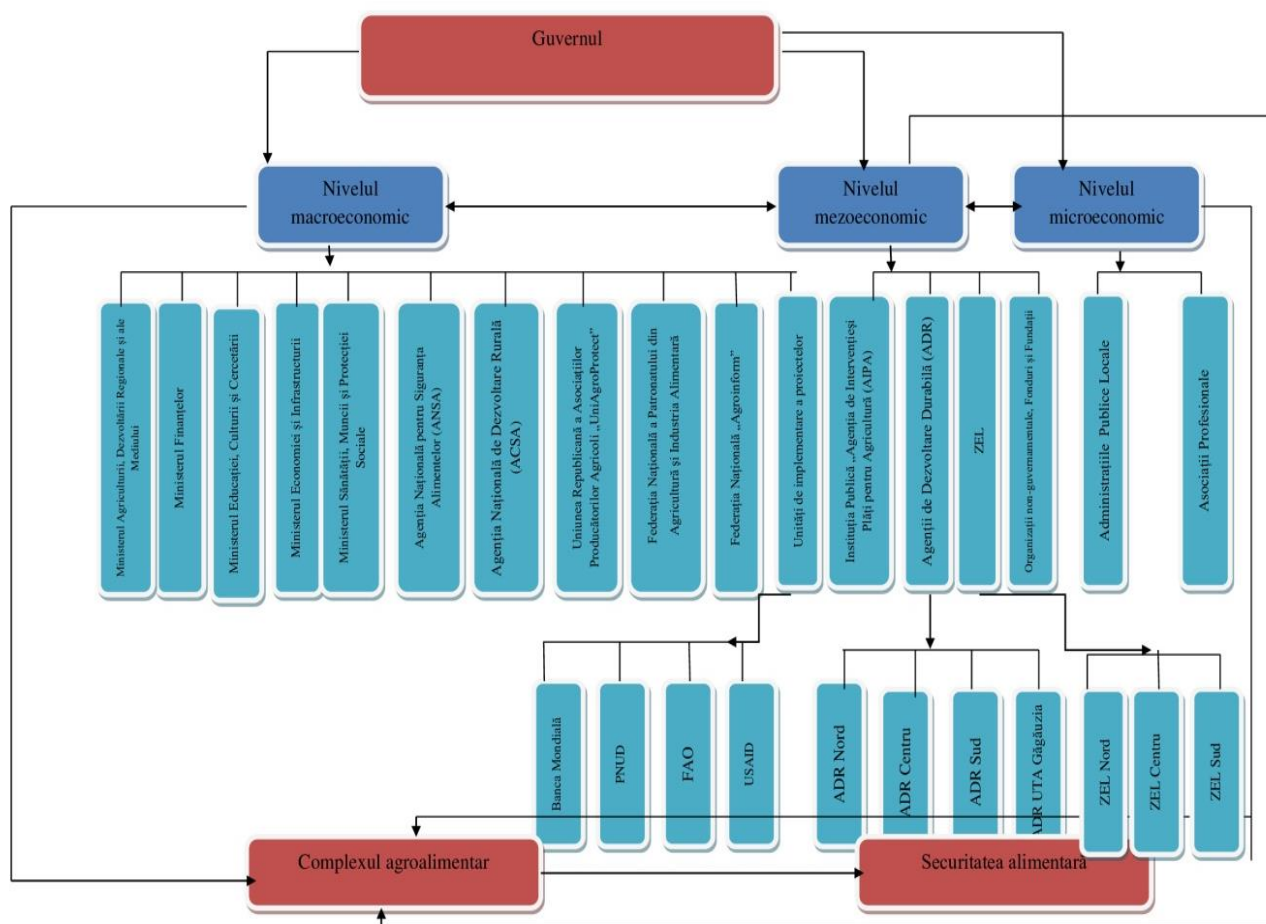 Guvernul
Nivelul
macroeconomic
Nivelul
mezoeconomic
Nivelul
microeconomic
Ministerul Agriculturii, Dezvoltării Regionale și ale
Mediului
Ministerul Finanțelor
Ministerul Educației, Culturii și Cercetării
Ministerul Economiei și Infrastructurii
Ministerul Sănătății, Muncii și Protecției
Sociale
Agenția Națională pentru Siguranța
Alimentelor (ANSA)
Agenția Națională de Dezvoltare Rurală
(ACSA)
Uniunea Republicană a Asociațiilor
Producătorilor Agricoli „UniAgroProtect”
Federația Națională a Patronatului din
Agricultură și Industria Alimentară
Federația Națională „Agroinform”
Unități de implementare a proiectelor
Instituția Publică „Agenția de Intervențieși
Plăți pentru Agricultură (AIPA)
Agenții de Dezvoltare Durabilă (ADR)
ZEL
Organizații non-guvernamentale, Fonduri și Fundații
Administrațiile Publice Locale
Asociații Profesionale
Banca Mondială
PNUD
FAO
USAID
ADR Nord
ADR Centru
ADR Sud
ADR UTA Găgăuzia
ZEL Nord
ZEL Centru
ZEL Sud
Complexul agroalimentar
Securitatea alimentară